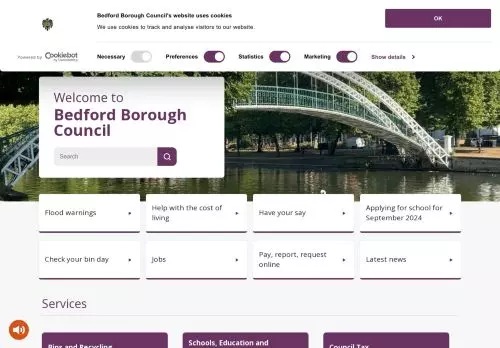 Bedford Borough Council's website uses cookies
We use cookies to track and analyse visitors to our website.
OK
Powered by
Cookiebot
Necessary
Preferences
Statistics
Marketing
Show details
Welcome to
Bedford Borough
Council
Search
Flood warnings
Help with the cost of
living
Have your say
Applying for school for
September 2024
Check your bin day
Jobs
Pay, report, request
online
Latest news
Services
Bins and Recycling
Schools, Education and
Council Tax